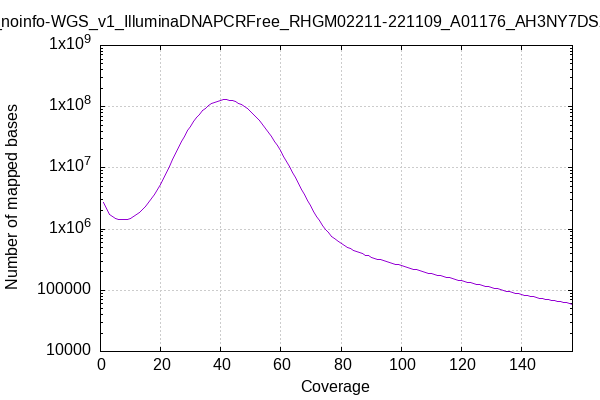 _noinfo-WGS_v1_IlluminaDNAPCRFree_RHGM02211-221109_A01176_AH3NY7DS
1x10^9
1x10^8
1x10^7
1x10^6
100000
10000
Number of mapped bases
0 20 40 60 80 100 120 140
Coverage